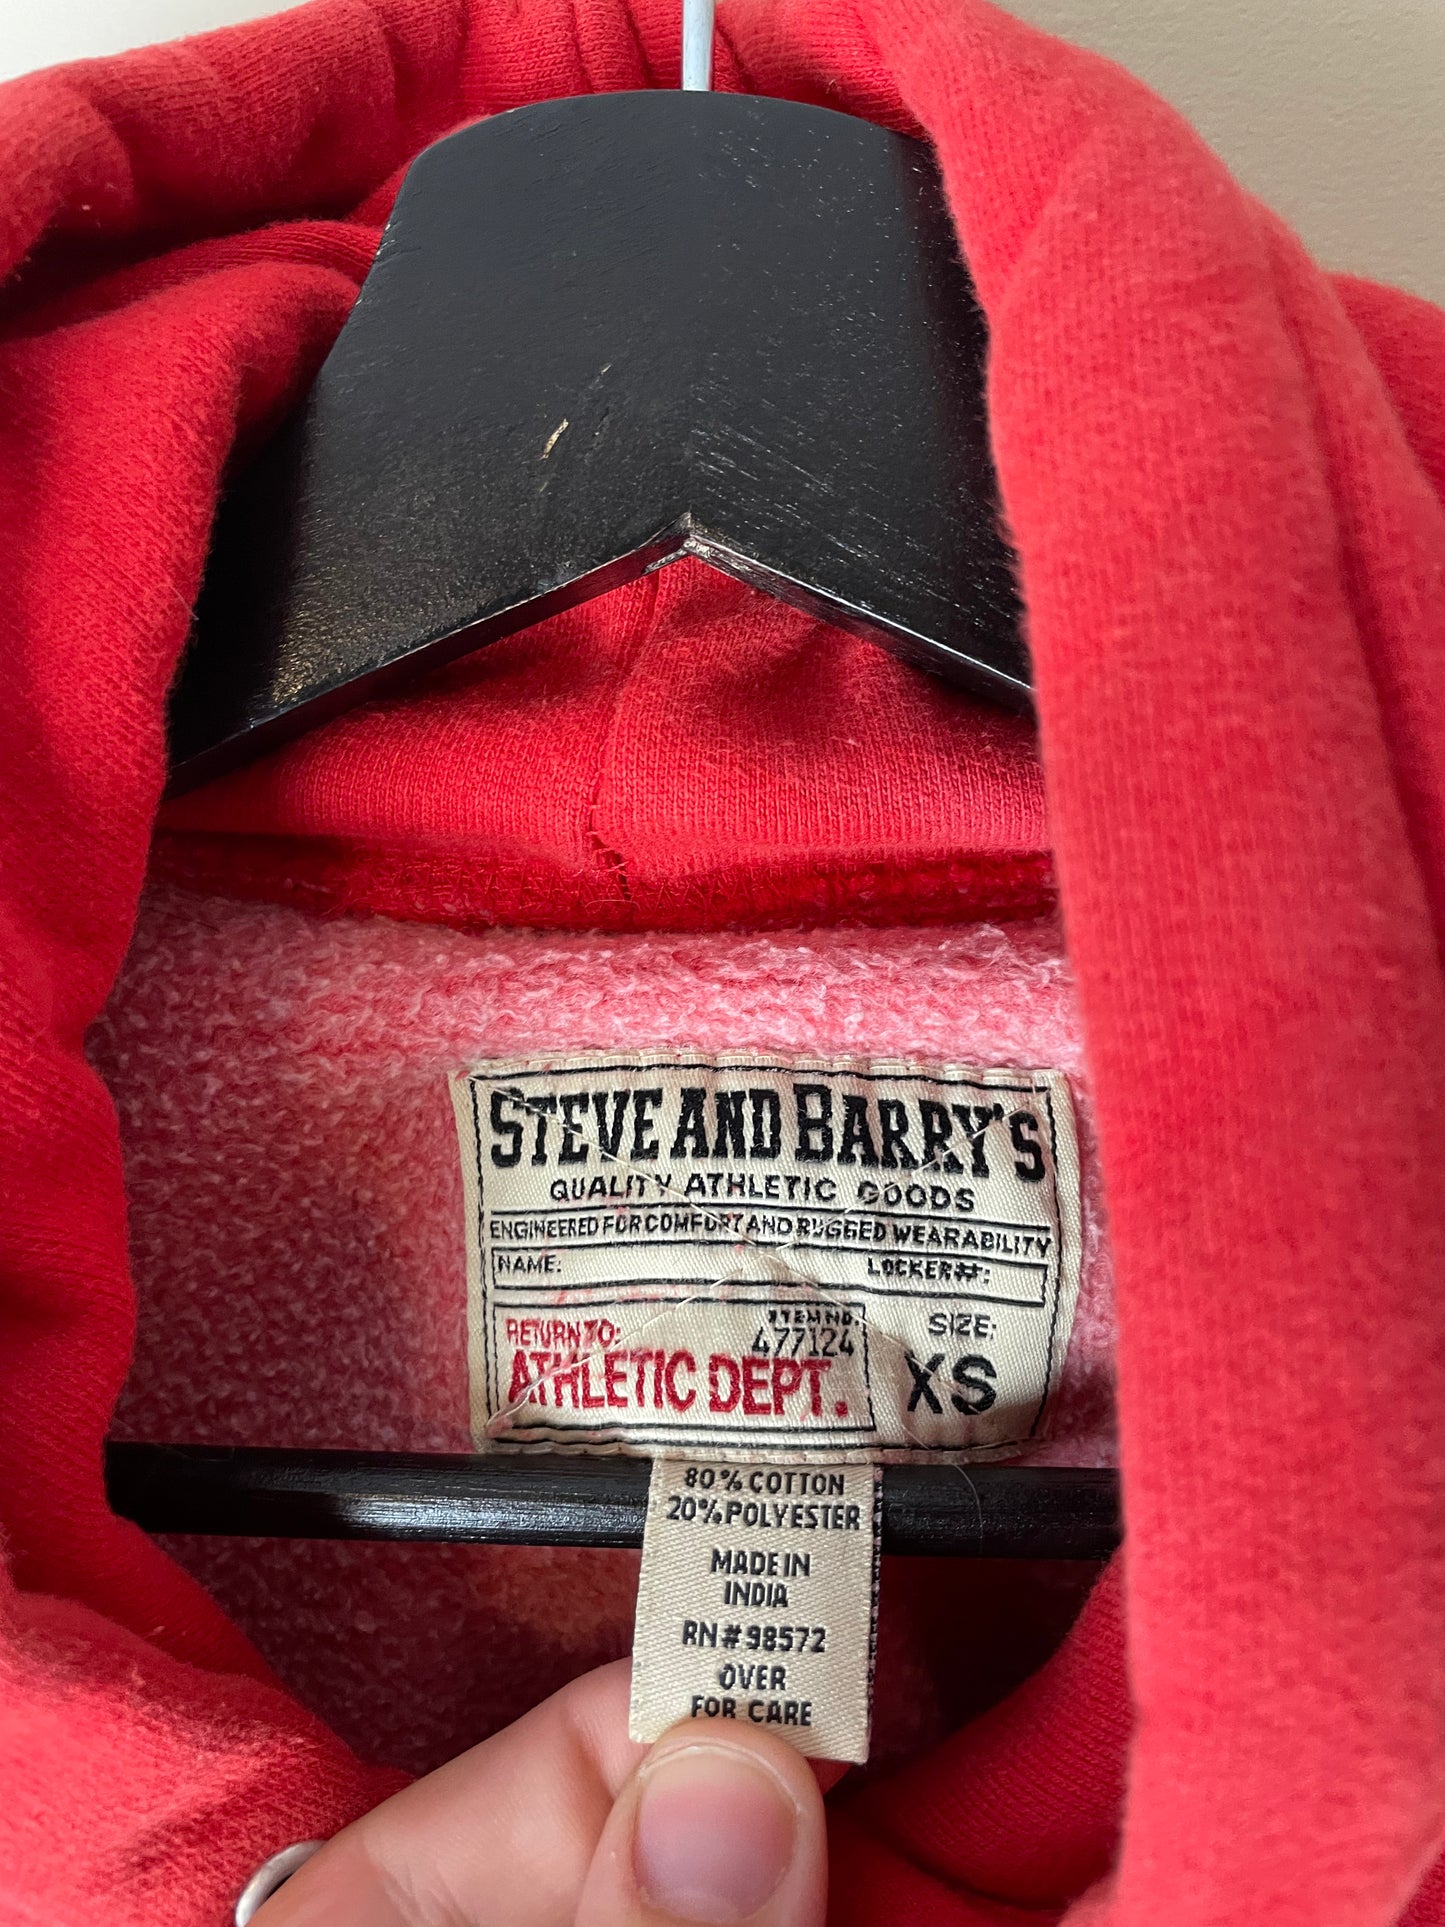 STEVE AND BARRY'S
QUALITY ATHLETIC GOODS
ENGINEERED FOR COMFORT AND RUGGED WEARABILITY
NAME: LOCKER#:
RETURN TO: ITEM NO.
477124
ATHLETIC DEPT.
SIZE:
XS
80% COTTON
20% POLYESTER
MADE IN
INDIA
RN# 98572
OVER
FOR CARE